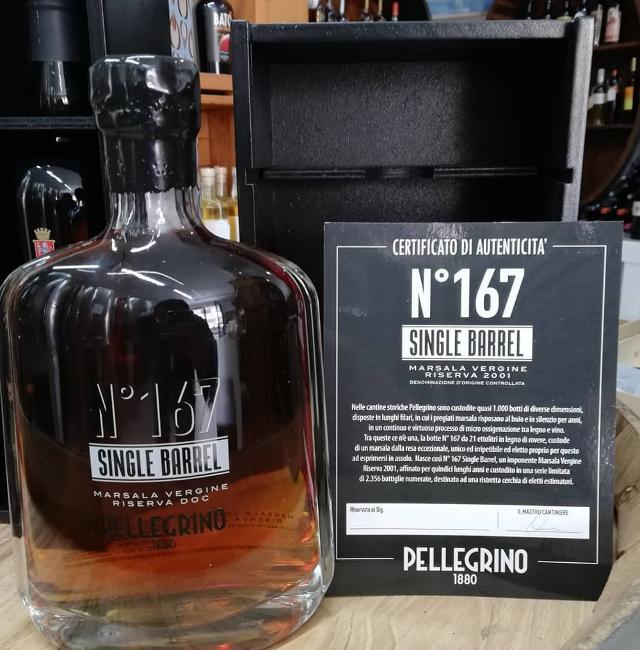 BATC
N°167
SINGLE BARREL
MARSALA VERGINE
RISERVA DOC
PELLEGRINO
1880
CERTIFICATO DI AUTENTICITA'
N°167
SINGLE BARREL
MARSALA VERGINE
RISERVA 2001
DENOMINAZIONE D'ORIGINE CONTROLLATA
Nelle cantine storiche Pellegrino sono custodite quasi 1.000 botti di diverse dimensioni,
disposte in lunghi filari, in cui i pregiati marsala riposano al buio e in silenzio per anni,
in un continuo e virtuoso processo di micro ossigenazione tra legno e vino.
Tra queste ce n'è una, la botte N° 167 da 21 ettolitri in legno di rovere, custode
di un marsala dalla resa eccezionale, unico ed irripetibile ed eletto proprio per questo
ad esprimersi in assolo. Nasce così N° 167 Single Barrel, un imponente Marsala Vergine
Riserva 2001, affinato per quindici lunghi anni e custodito in una serie limitata
di 2.356 bottiglie numerate, destinato ad una ristretta cerchia di eletti estimatori.
Riservata al Sig.
IL MASTRO CANTINIERE
PELLEGRINO
1880